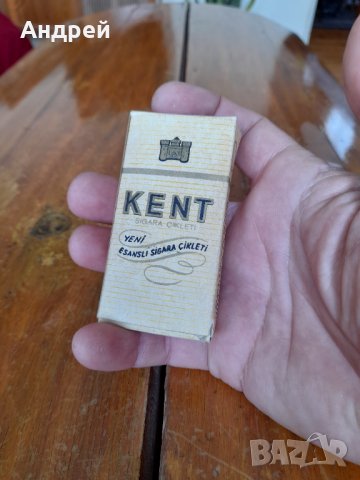 Андрей
KENT
SIGARA ÇİKLETİ
YENİ
ESANSLI SİGARA ÇİKLETİ
BAZAR